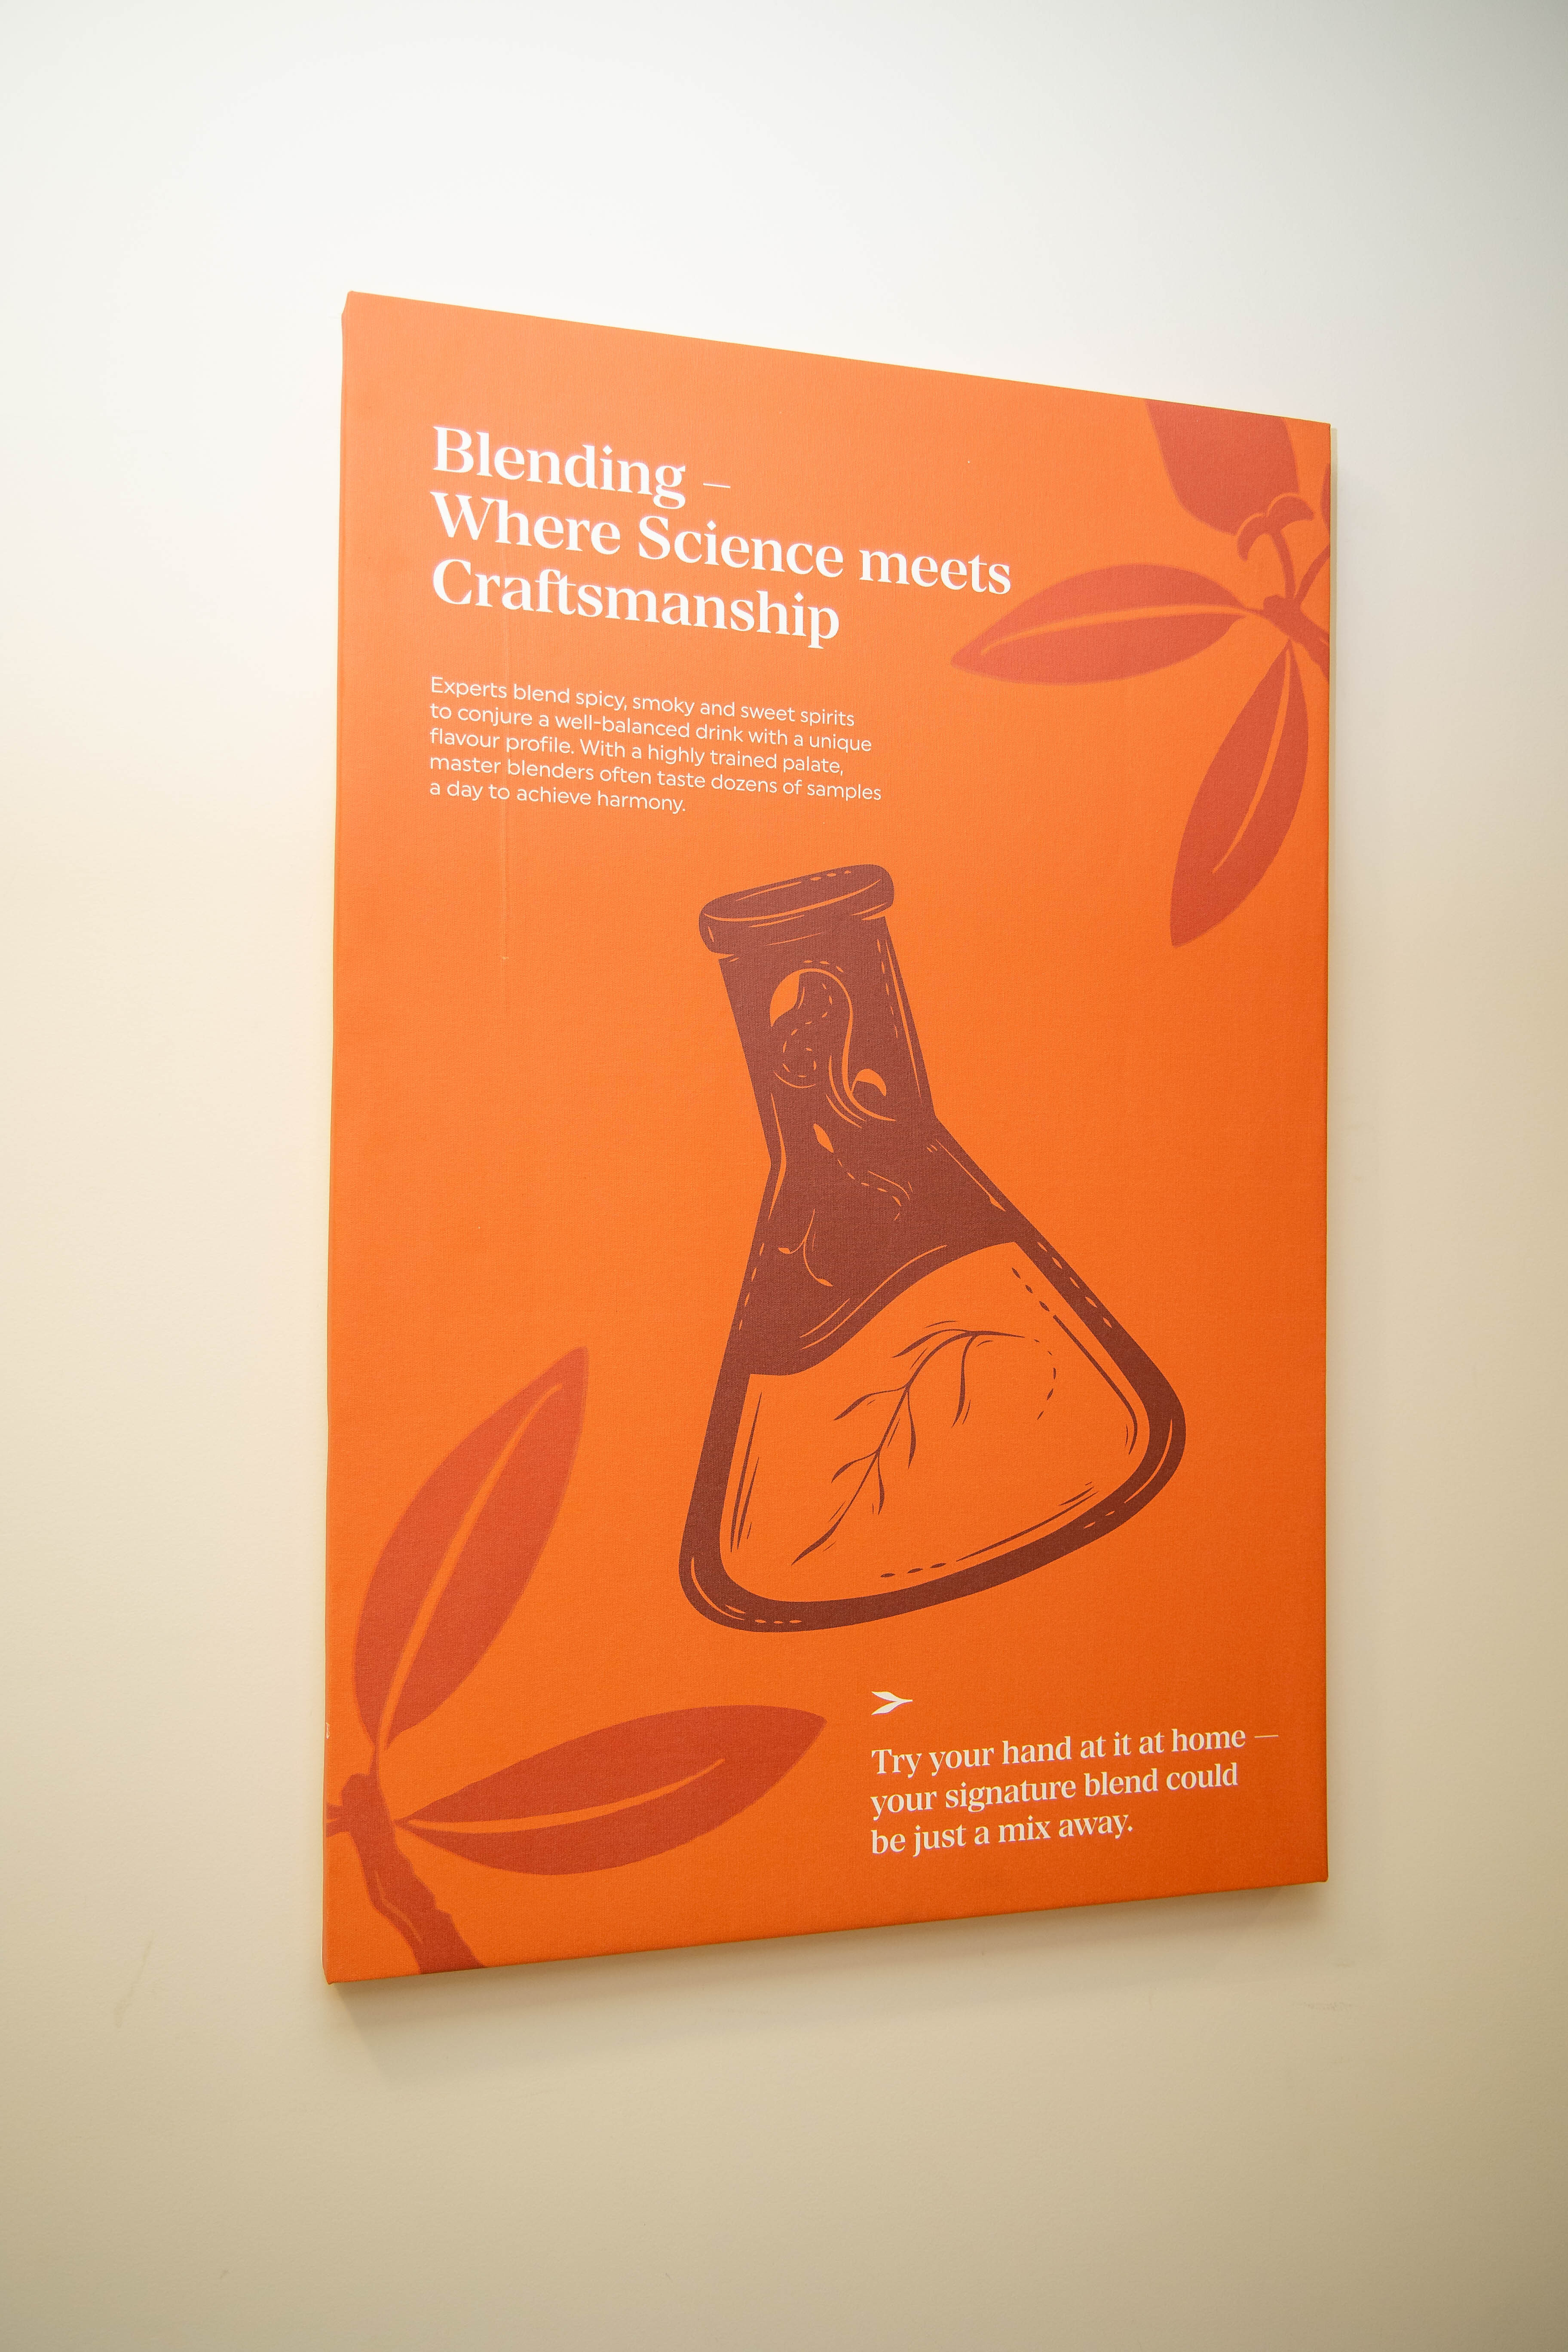 Blending –
Where Science meets
Craftsmanship
Experts blend spicy, smoky and sweet spirits
to conjure a well-balanced drink with a unique
flavour profile. With a highly trained palate,
master blenders often taste dozens of samples
a day to achieve harmony.
Try your hand at it at home —
your signature blend could
be just a mix away.